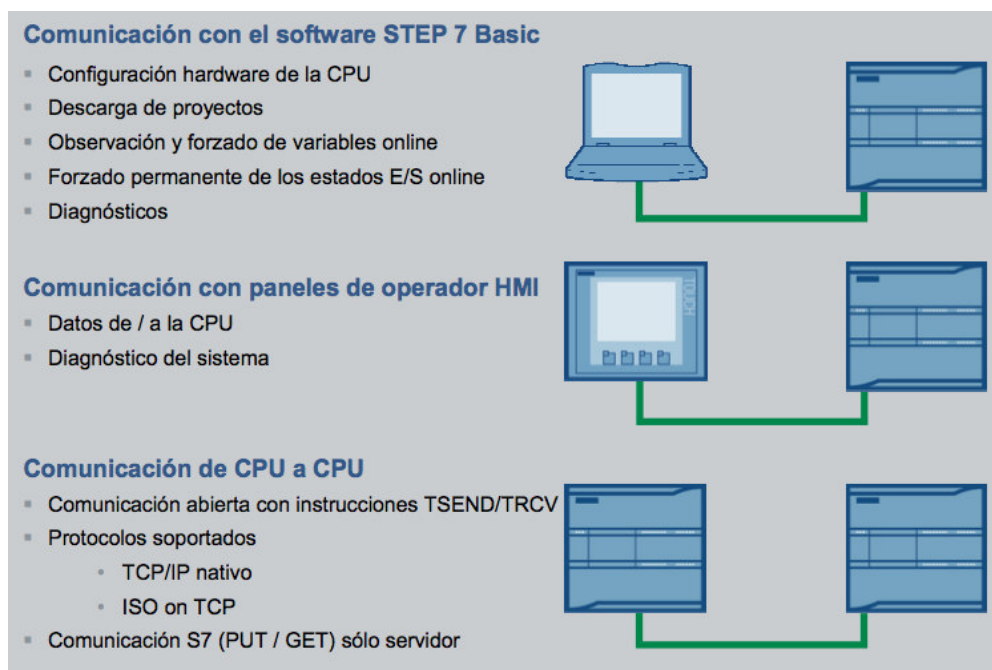 Comunicación con el software STEP 7 Basic
Configuración hardware de la CPU
Descarga de proyectos
Observación y forzado de variables online
Forzado permanente de los estados E/S online
Diagnósticos
Comunicación con paneles de operador HMI
Datos de / a la CPU
Diagnóstico del sistema
Comunicación de CPU a CPU
Comunicación abierta con instrucciones TSEND/TRCV
Protocolos soportados
TCP/IP nativo
ISO on TCP
Comunicación S7 (PUT / GET) sólo servidor